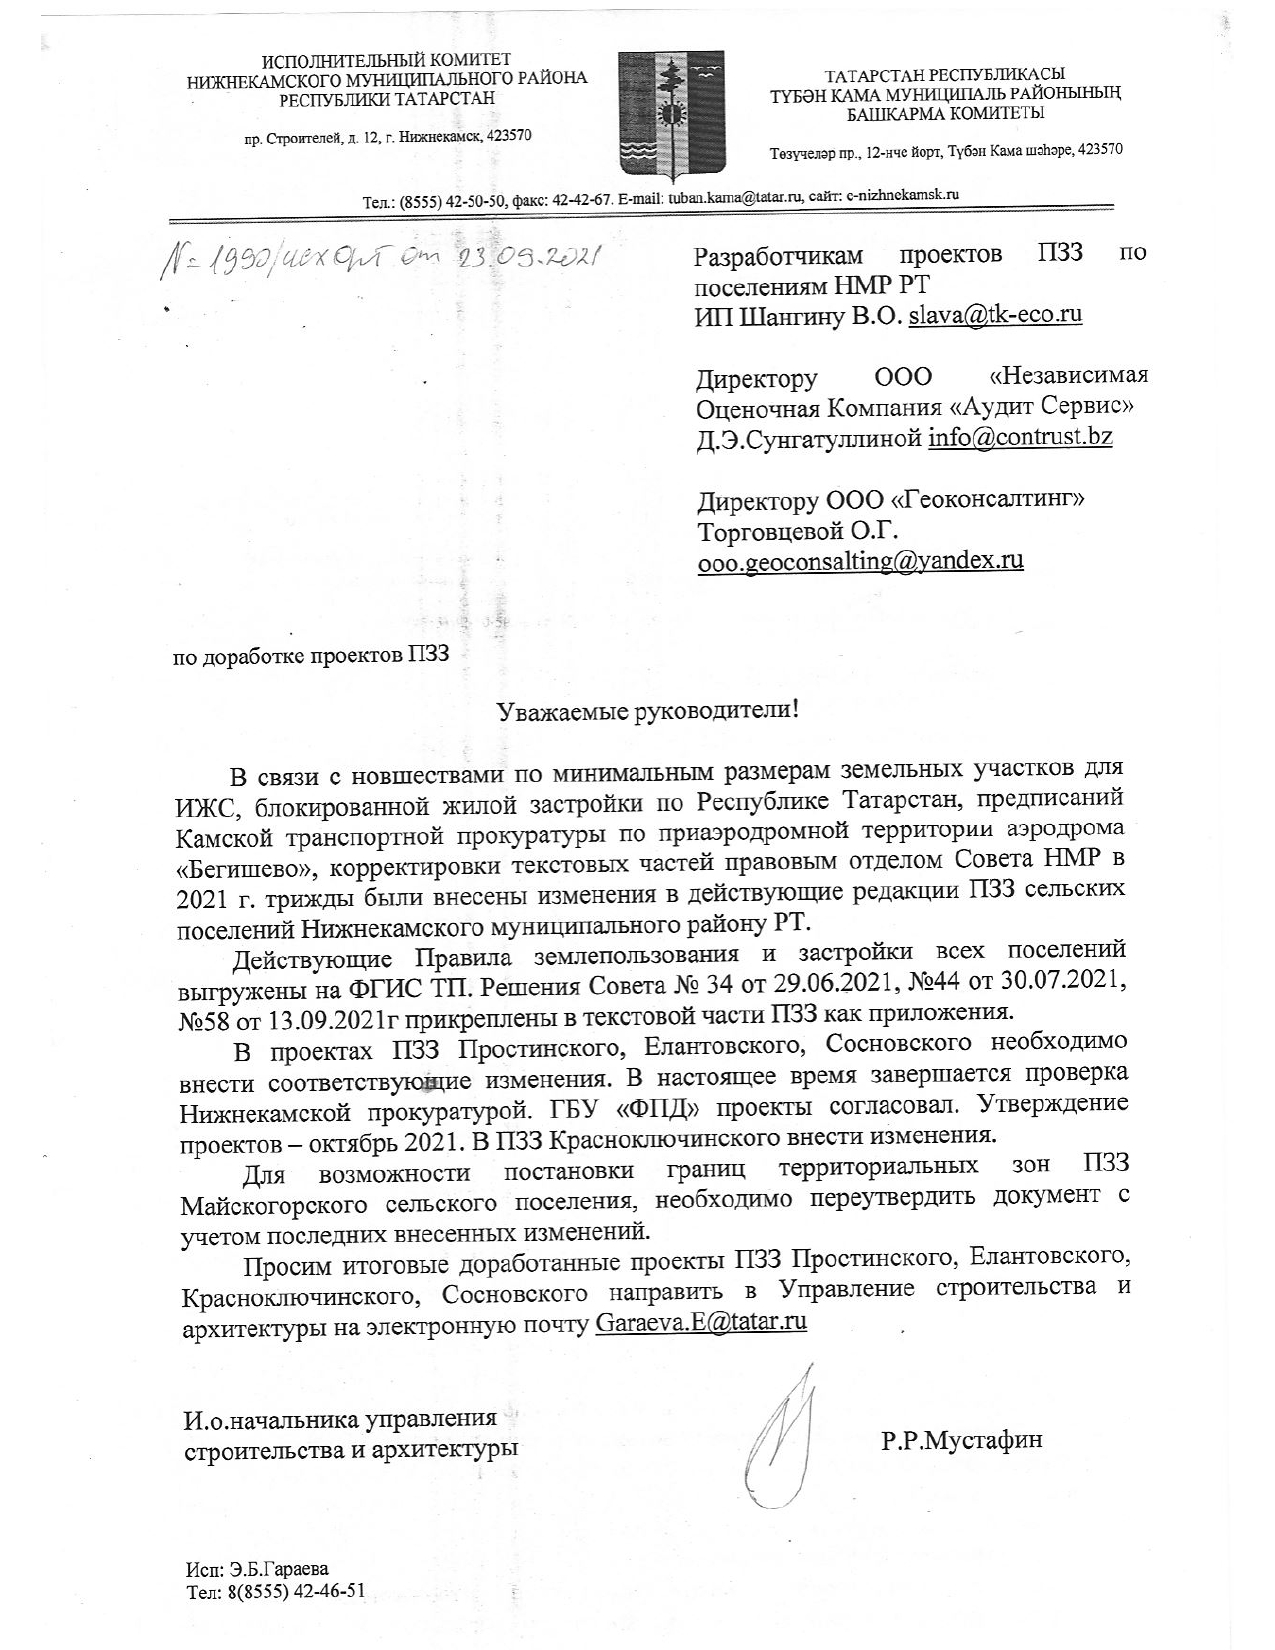 ИСПОЛНИТЕЛЬНЫЙ КОМИТЕТ
НИЖНЕКАМСКОГО МУНИЦИПАЛЬНОГО РАЙОНА
РЕСПУБЛИКИ ТАТАРСТАН
пр. Строителей, д. 12, г. Нижнекамск, 423570
ТАТАРСТАН РЕСПУБЛИКАСЫ
ТҮБӘН КАМА МУНИЦИПАЛЬ РАЙОНЫНЫҢ
БАШКАРМА КОМИТЕТЫ
Төзүчеләр пр., 12-нче йорт, Түбән Кама шәһәре, 423570
Тел.: (8555) 42-50-50, факс: 42-42-67. E-mail: tuban.kama@tatar.ru, сайт: e-nizhnekamsk.ru
№ 1990/исх от 23.09.2021
Разработчикам проектов ПЗЗ по
поселениям НМР РТ
ИП Шангину В.О. slava@tk-eco.ru
Директору ООО «Независимая
Оценочная Компания «Аудит Сервис»
Д.Э.Сунгатуллиной info@contrust.bz
Директору ООО «Геоконсалтинг»
Торговцевой О.Г.
ooo.geoconsalting@yandex.ru
по доработке проектов ПЗЗ
Уважаемые руководители!
В связи с новшествами по минимальным размерам земельных участков для
ИЖС, блокированной жилой застройки по Республике Татарстан, предписаний
Камской транспортной прокуратуры по приаэродромной территории аэродрома
«Бегишево», корректировки текстовых частей правовым отделом Совета НМР в
2021 г. трижды были внесены изменения в действующие редакции ПЗЗ сельских
поселений Нижнекамского муниципального району РТ.
Действующие Правила землепользования и застройки всех поселений
выгружены на ФГИС ТП. Решения Совета № 34 от 29.06.2021, №44 от 30.07.2021,
№58 от 13.09.2021г прикреплены в текстовой части ПЗЗ как приложения.
В проектах ПЗЗ Простинского, Елантовского, Сосновского необходимо
внести соответствующие изменения. В настоящее время завершается проверка
Нижнекамской прокуратурой. ГБУ «ФПД» проекты согласовал. Утверждение
проектов – октябрь 2021. В ПЗЗ Красноключинского внести изменения.
Для возможности постановки границ территориальных зон ПЗЗ
Майскогорского сельского поселения, необходимо переутвердить документ с
учетом последних внесенных изменений.
Просим итоговые доработанные проекты ПЗЗ Простинского, Елантовского,
Красноключинского, Сосновского направить в Управление строительства и
архитектуры на электронную почту Garaeva.E@tatar.ru
И.о.начальника управления
строительства и архитектуры
Р.Р.Мустафин
Исп: Э.Б.Гараева
Тел: 8(8555) 42-46-51